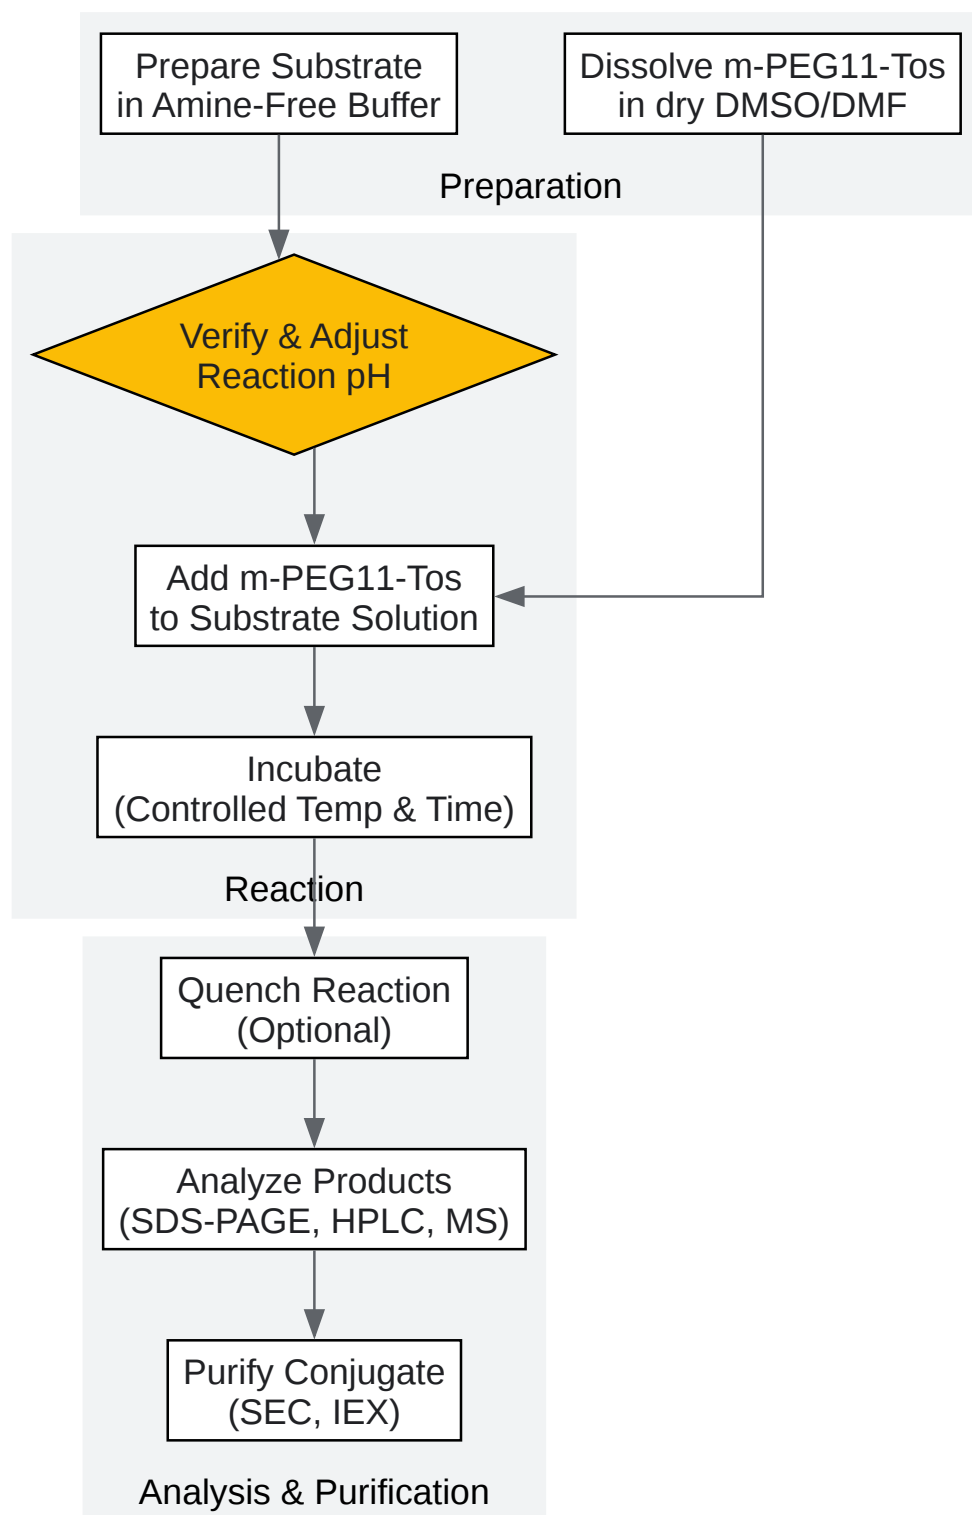 Prepare Substrate
in Amine-Free Buffer
Dissolve m-PEG11-Tos
in dry DMSO/DMF
Preparation
Verify & Adjust
Reaction pH
Add m-PEG11-Tos
to Substrate Solution
Incubate
(Controlled Temp & Time)
Reaction
Quench Reaction
(Optional)
Analyze Products
(SDS-PAGE, HPLC, MS)
Purify Conjugate
(SEC, IEX)
Analysis & Purification